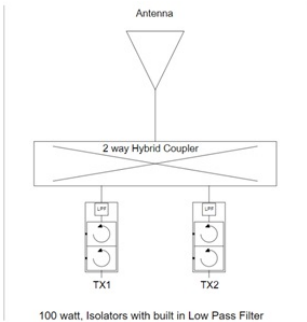 Antenna
2 way Hybrid Coupler
LPF LPF
TX1 TX2
100 watt, Isolators with built in Low Pass Filter